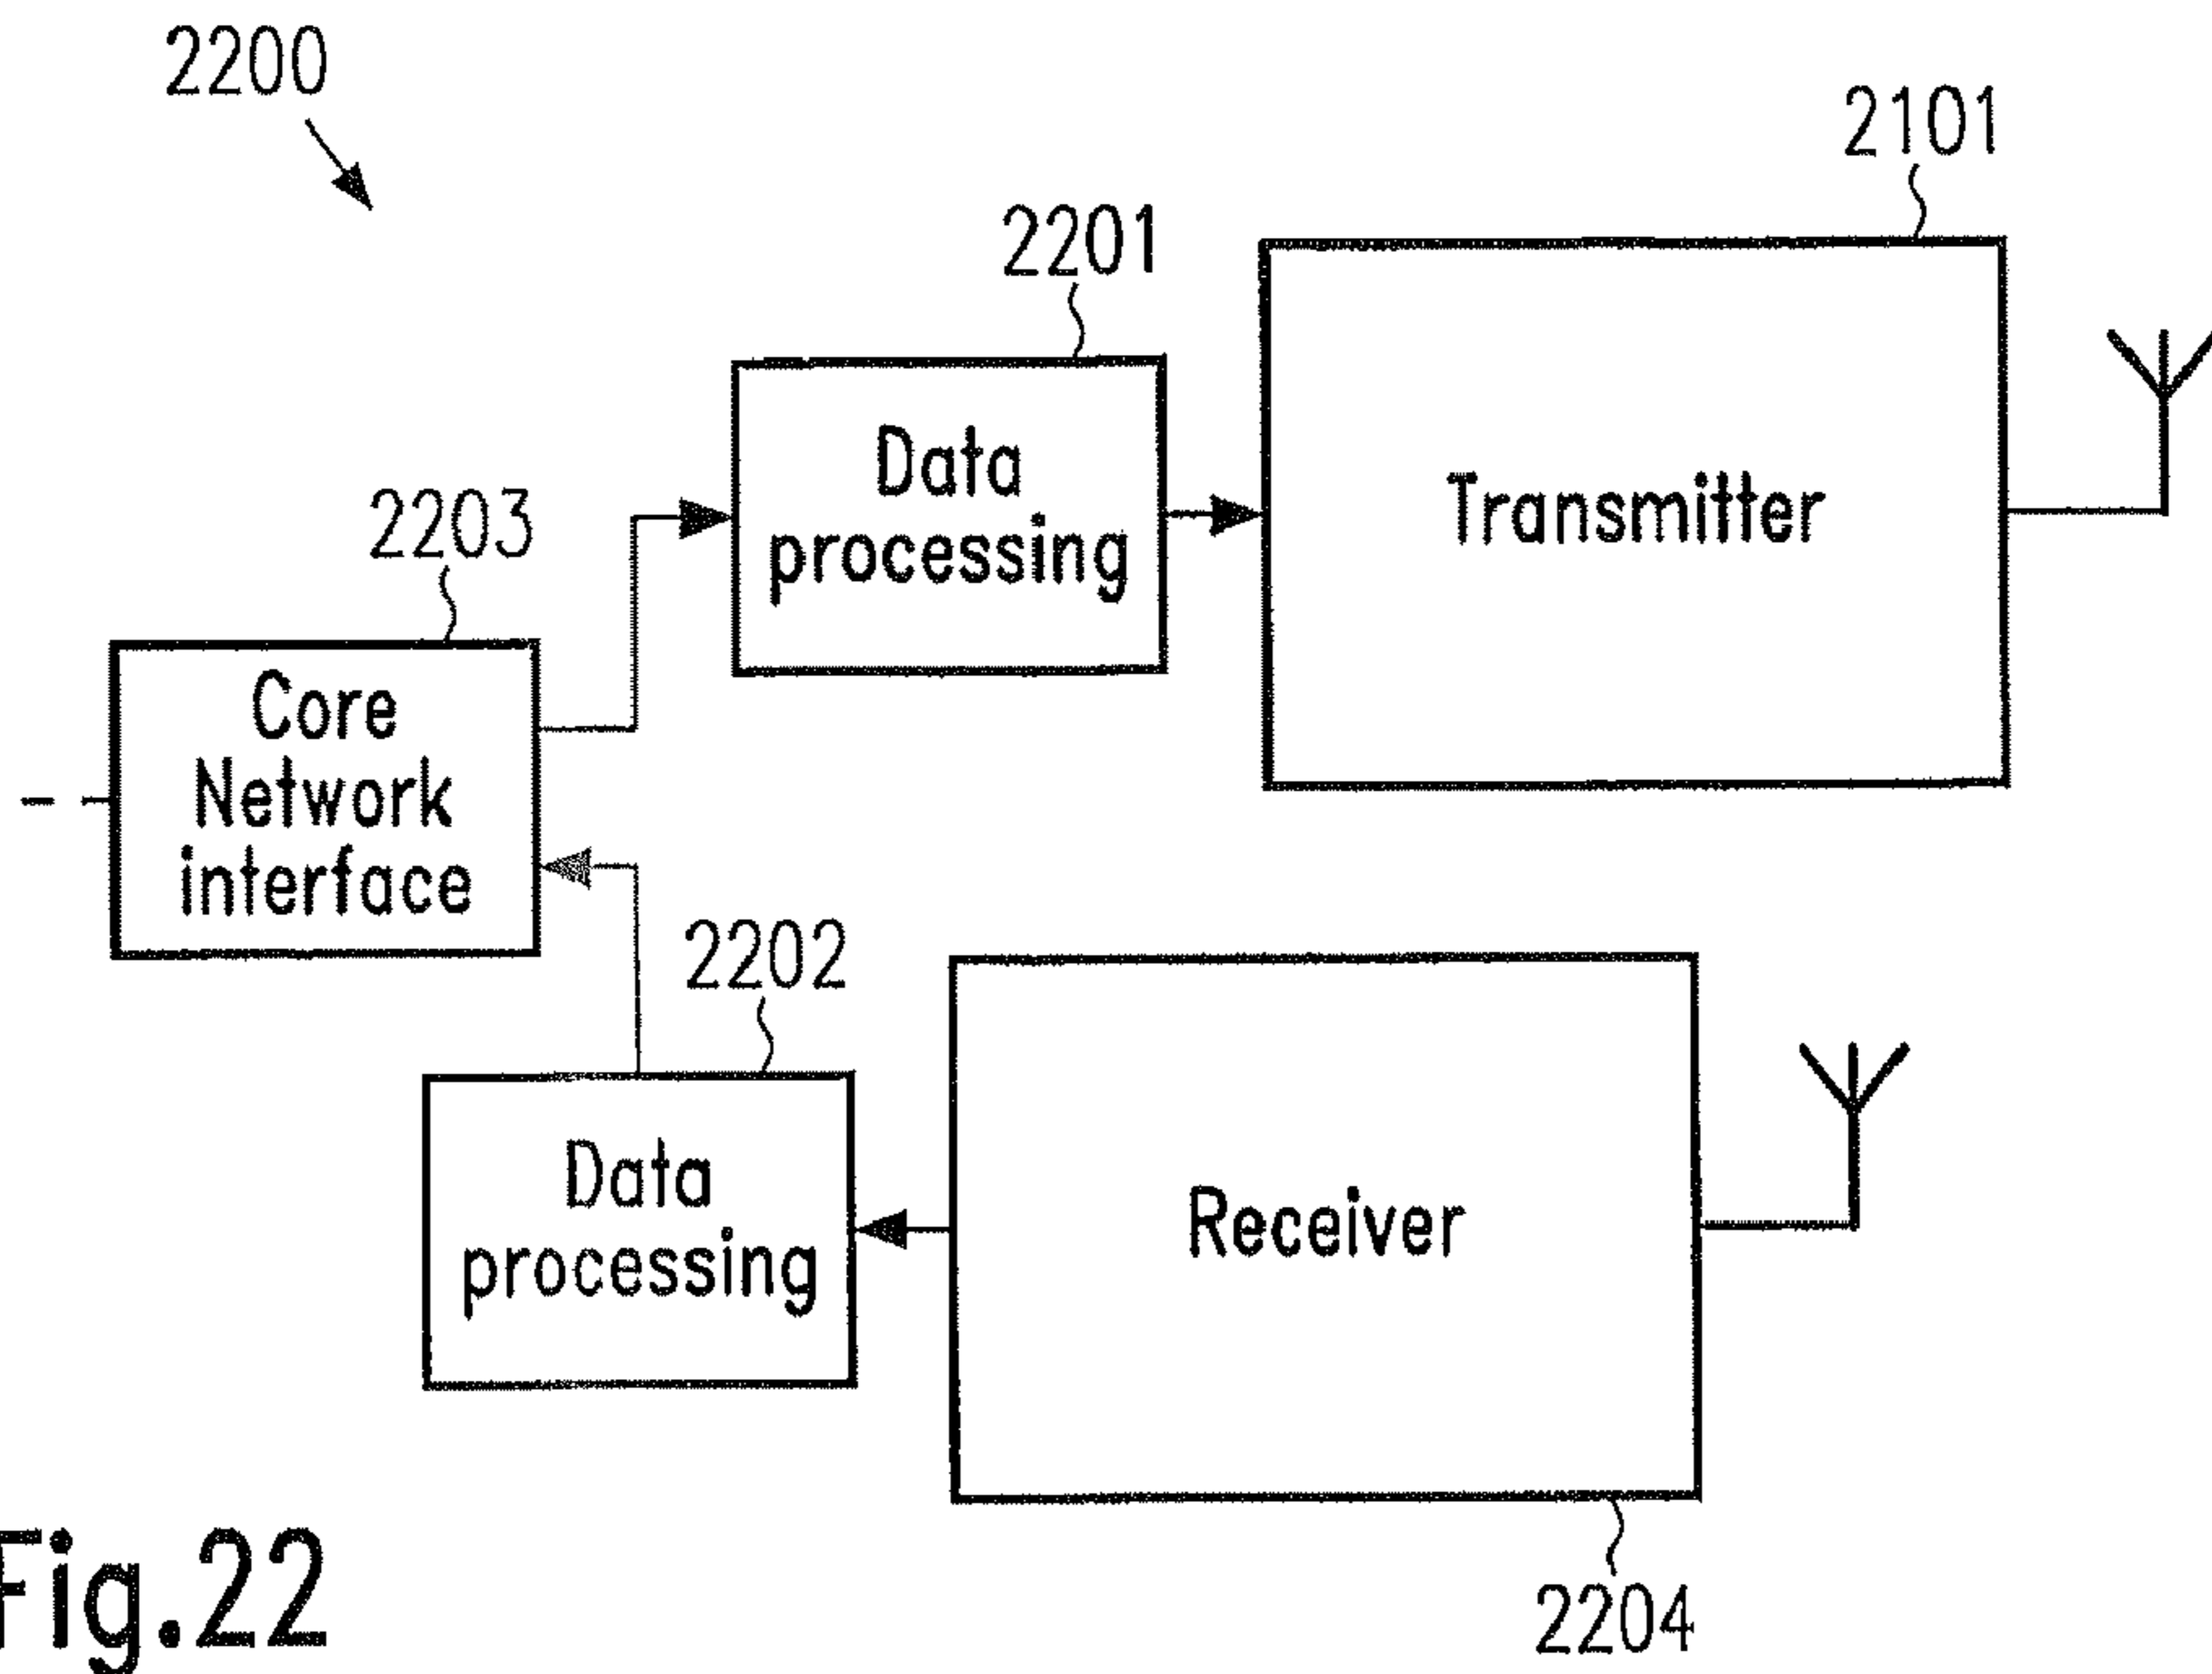 2200
2101
2201
Data
processing
Transmitter
2203
Core
Network
interface
2202
Data
processing
Receiver
2204
Fig.22